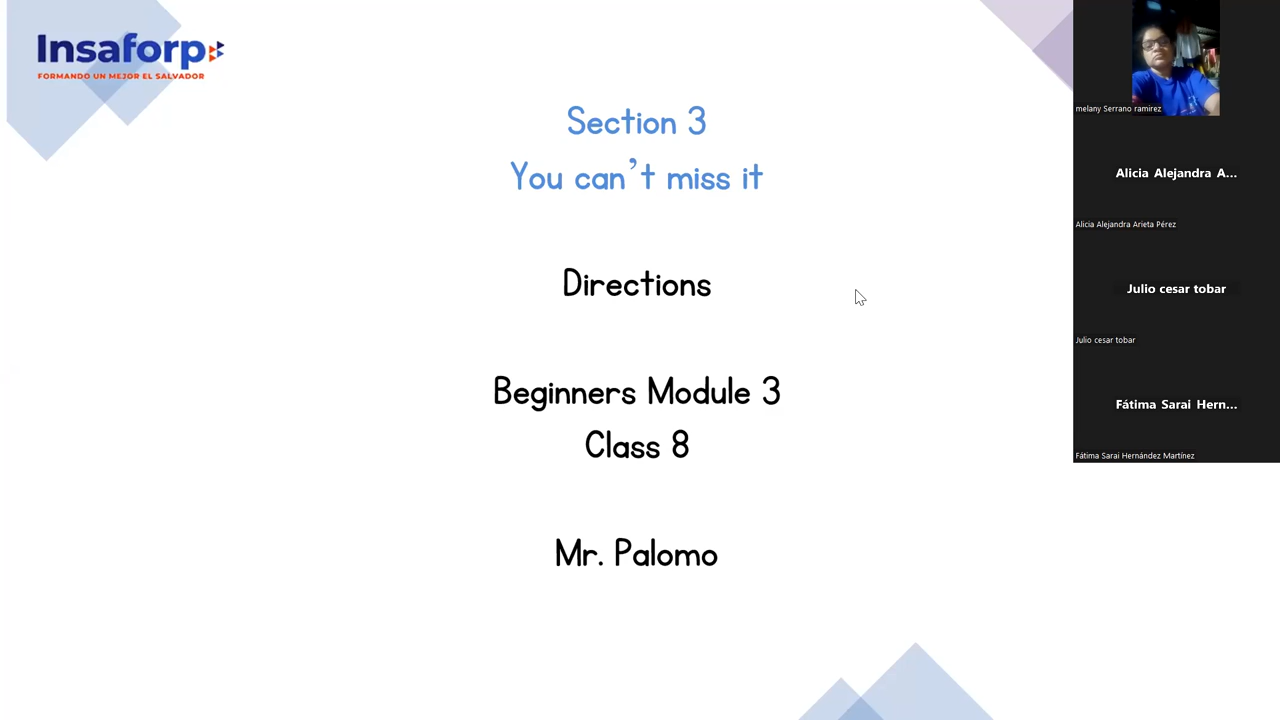 Insaforp
FORMANDO UN MEJOR EL SALVADOR
Section 3
You can't miss it
Directions
Beginners Module 3
Class 8
Mr. Palomo
melany Serrano ramirez
Alicia Alejandra A...
Alicia Alejandra Arieta Pérez
Julio cesar tobar
Julio cesar tobar
Fátima Sarai Hern...
Fátima Sarai Hernández Martínez